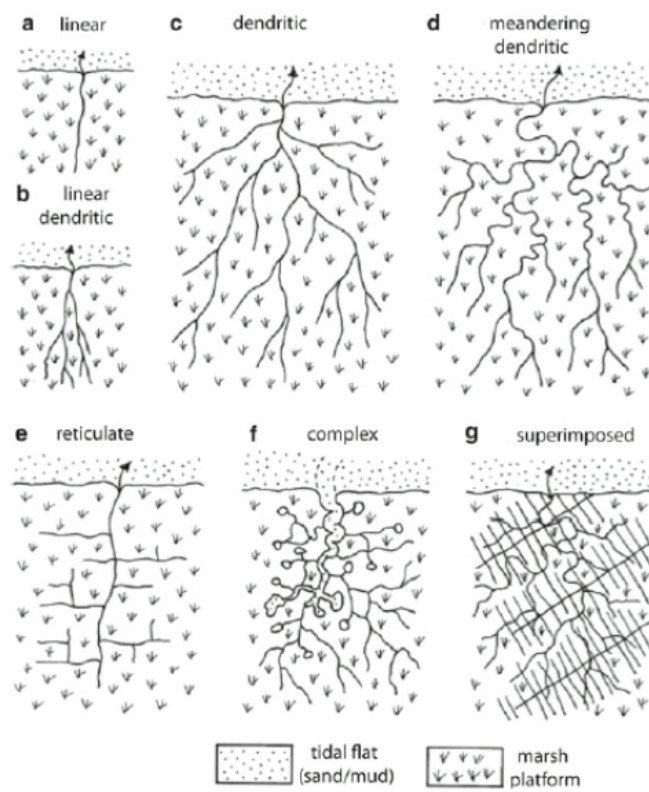 a linear
b linear
dendritic
c dendritic
d meandering
dendritic
e reticulate
f complex
g superimposed
tidal flat
(sand/mud)
marsh
platform